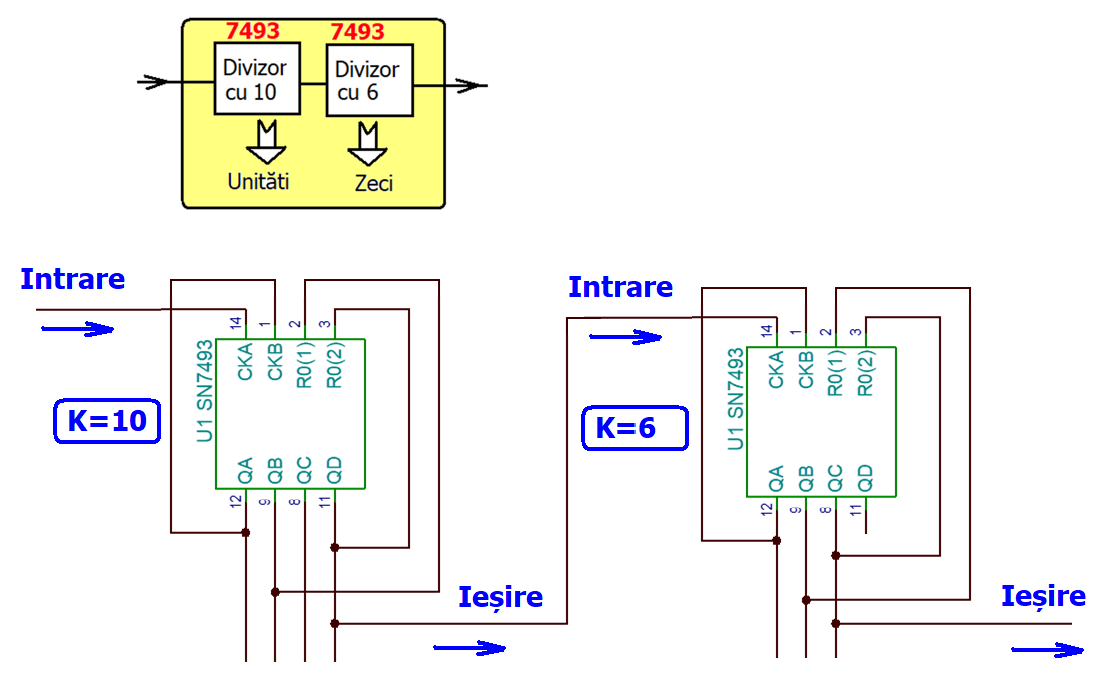 7493
7493
Divizor
cu 10
Divizor
cu 6
Unităti
Zeci
Intrare
14
1
2
3
CKA
CKB
R0(1)
R0(2)
U1 SN7493
K=10
QA
QB
QC
QD
12
9
8
11
Ieșire
Intrare
14
1
2
3
CKA
CKB
R0(1)
R0(2)
U1 SN7493
K=6
QA
QB
QC
QD
12
9
8
11
Ieșire